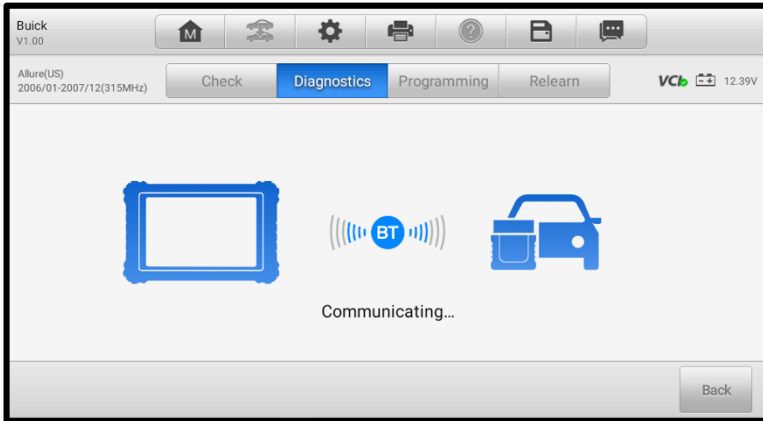 Buick
V1.00
M
Allure(US)
2006/01-2007/12(315MHz)
Check
Diagnostics
Programming
Relearn
VCI
12.39V
BT
Communicating...
Back